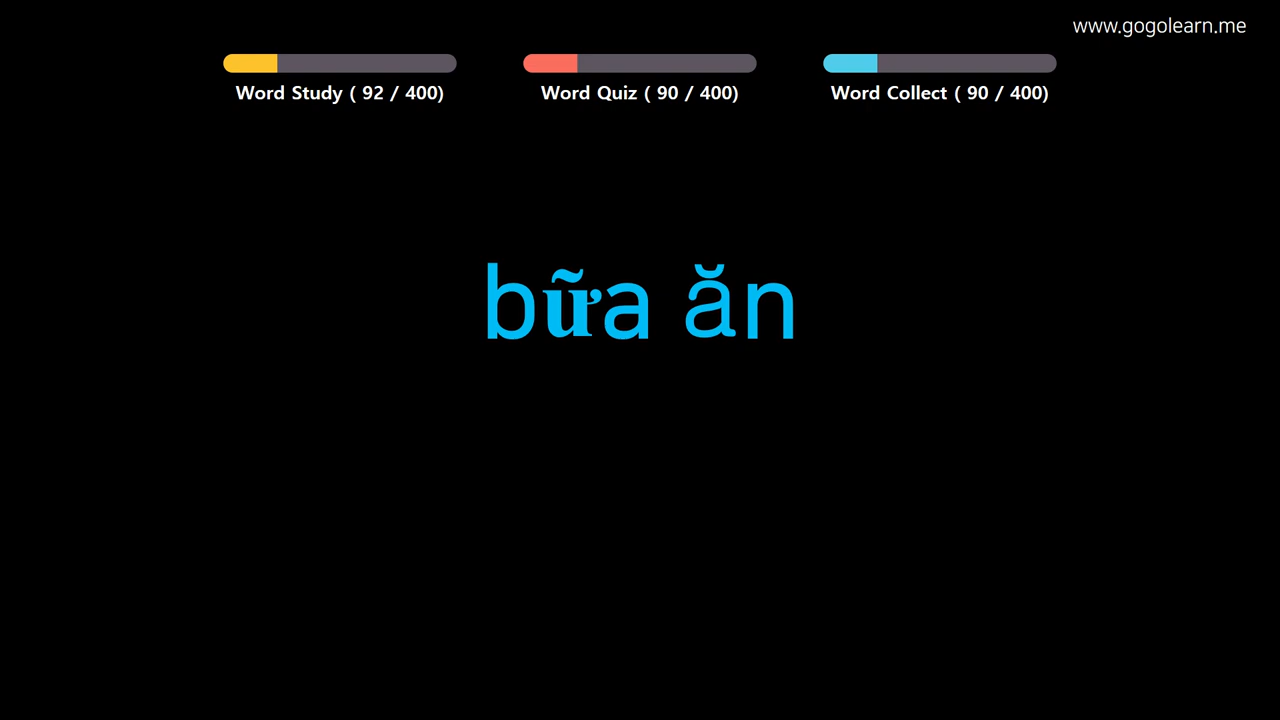 www.gogolearn.me
Word Study ( 92 / 400)
Word Quiz ( 90 / 400)
Word Collect ( 90 / 400)
bữa ăn